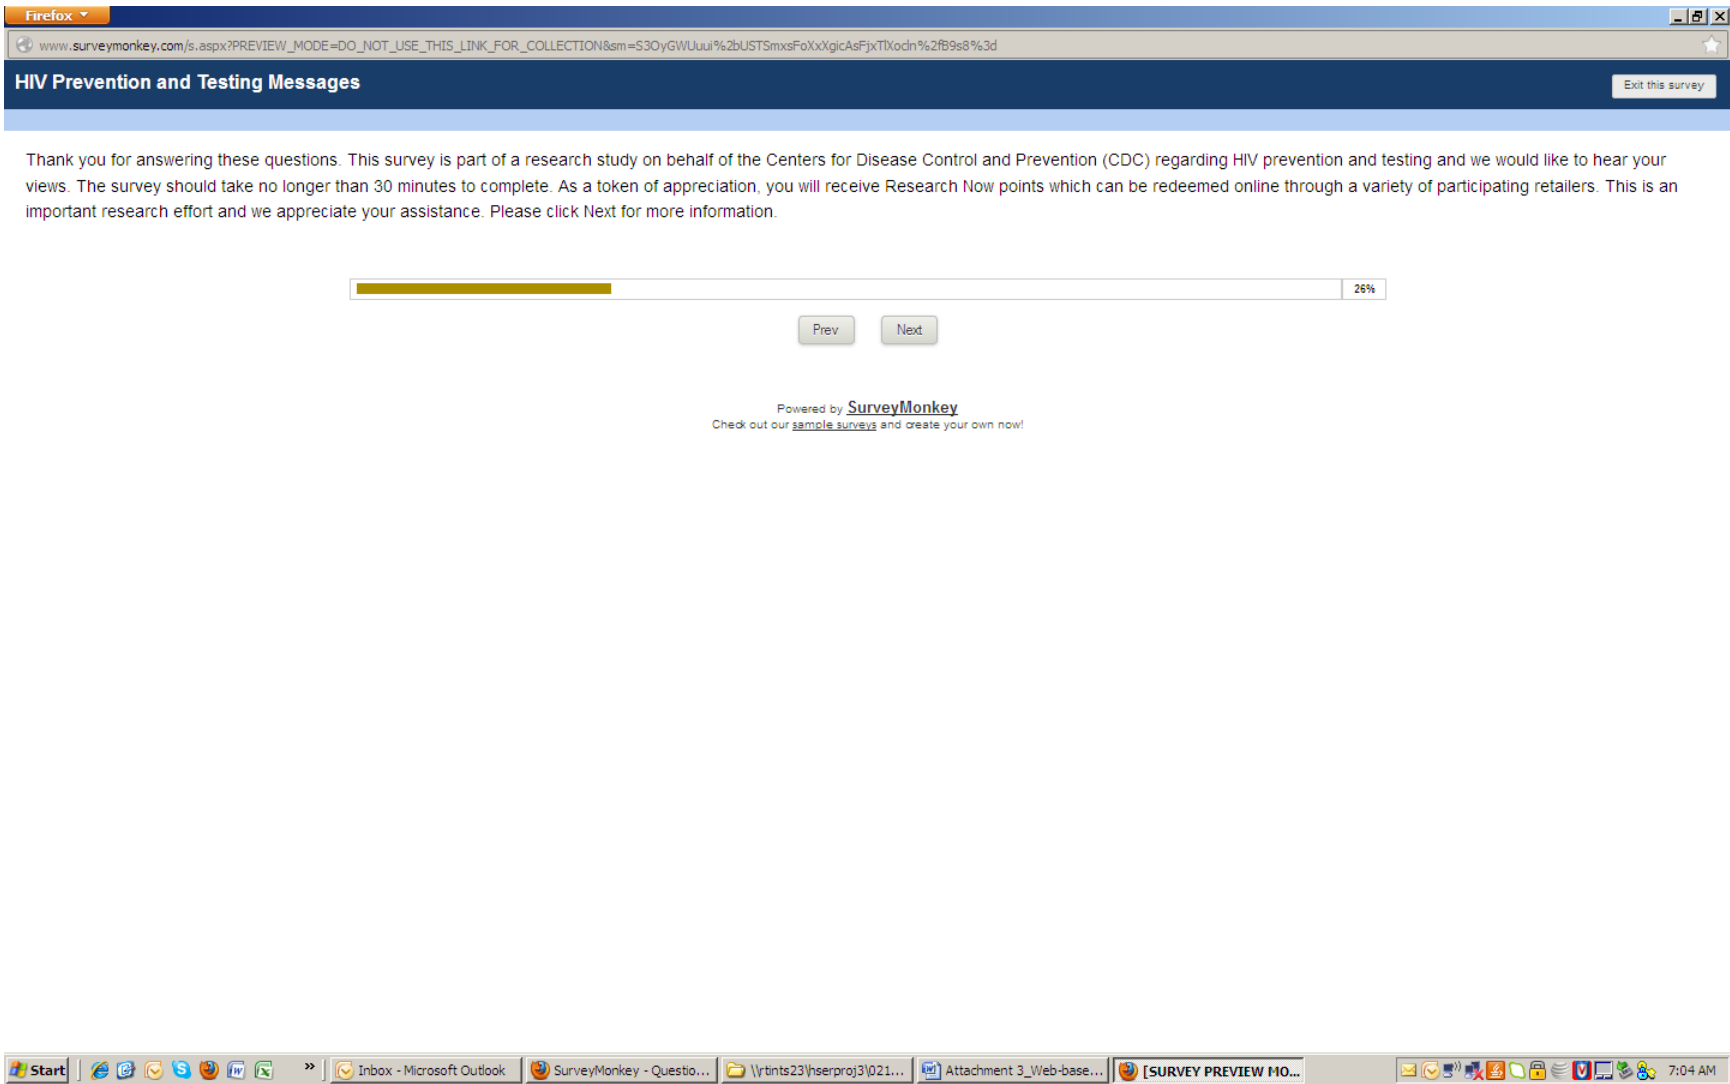 Firefox
www.surveymonkey.com/s.aspx?PREVIEW_MODE=DO_NOT_USE_THIS_LINK_FOR_COLLECTION&sm=S3OyGWUuui%2bUSTSmxsFoXxXgicAsFjxTlXocln%2fB9s8%3d
HIV Prevention and Testing Messages
Exit this survey
Thank you for answering these questions. This survey is part of a research study on behalf of the Centers for Disease Control and Prevention (CDC) regarding HIV prevention and testing and we would like to hear your
views. The survey should take no longer than 30 minutes to complete. As a token of appreciation, you will receive Research Now points which can be redeemed online through a variety of participating retailers. This is an
important research effort and we appreciate your assistance. Please click Next for more information.
26%
Prev Next
Powered by SurveyMonkey
Check out our sample surveys and create your own now!
Start » Inbox - Microsoft Outlook SurveyMonkey - Questio... \\rtints23\hserproj3\021... Attachment 3_Web-base... [SURVEY PREVIEW MO... 7:04 AM